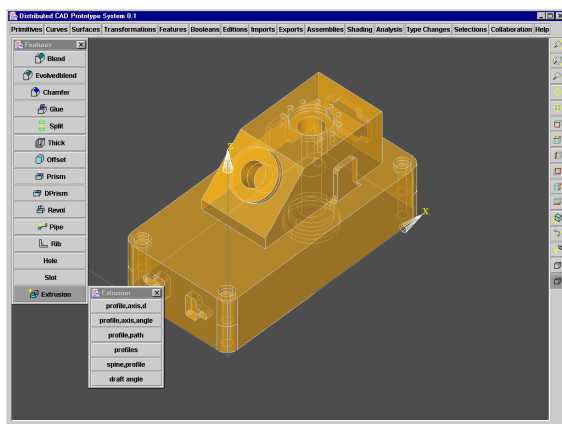 Distributed CAD Prototype System 0.1
Primitives Curves Surfaces Transformations Features Booleans Editions Imports Exports Assemblies Shading Analysis Type Changes Selections Collaboration Help
Features
Blend
Evolvedblend
Chamfer
Glue
Split
Thick
Offset
Prism
DPrism
Revol
Pipe
Rib
Hole
Slot
Extrusion
Z
X
Extrusion
profile,axis,d
profile,axis,angle
profile,path
profiles
spine,profile
draft angle